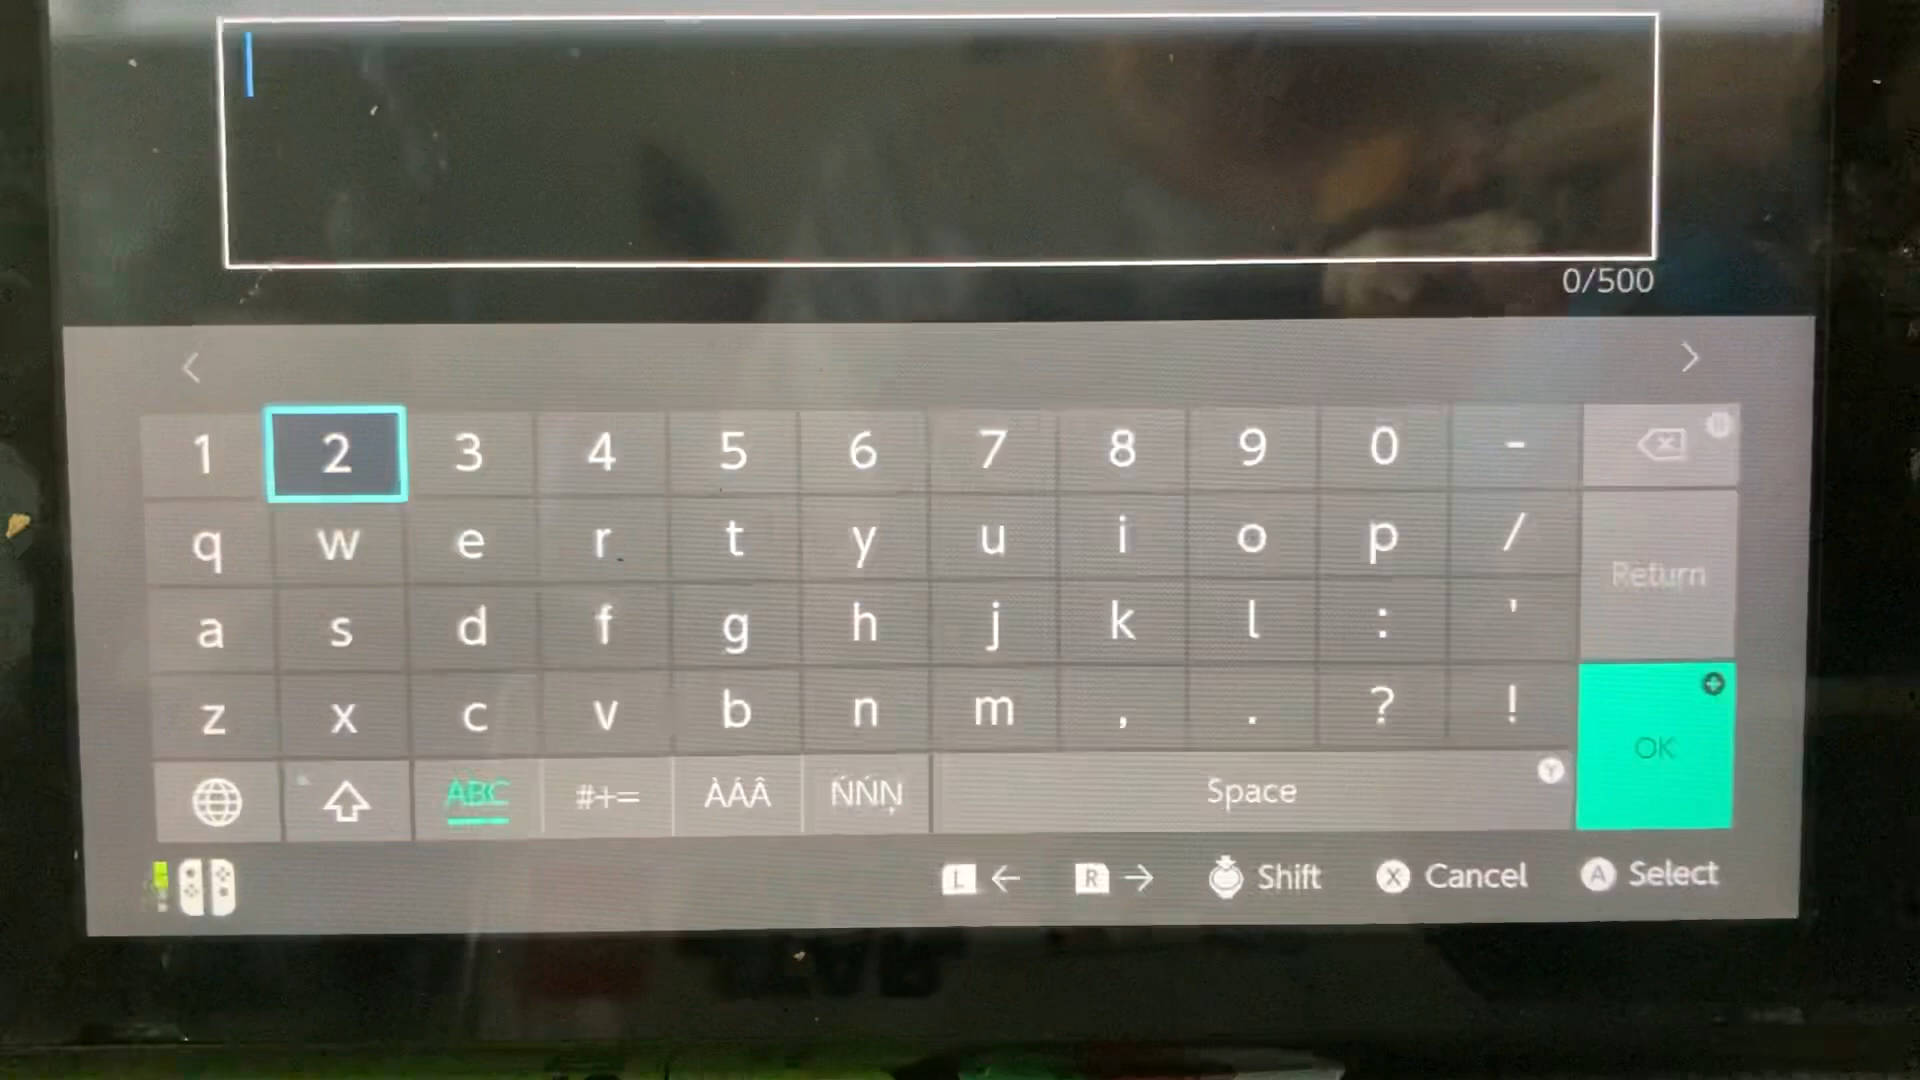 0/500
1 2 3 4 5 6 7 8 9 0 -
q w e r t y u i o p /
Return
a s d f g h j k l : '
z x c v b n m , . ? !
OK
ABC #+= ÀÁÂ ŃŃŅ Space Y
L ← R → Shift X Cancel A Select